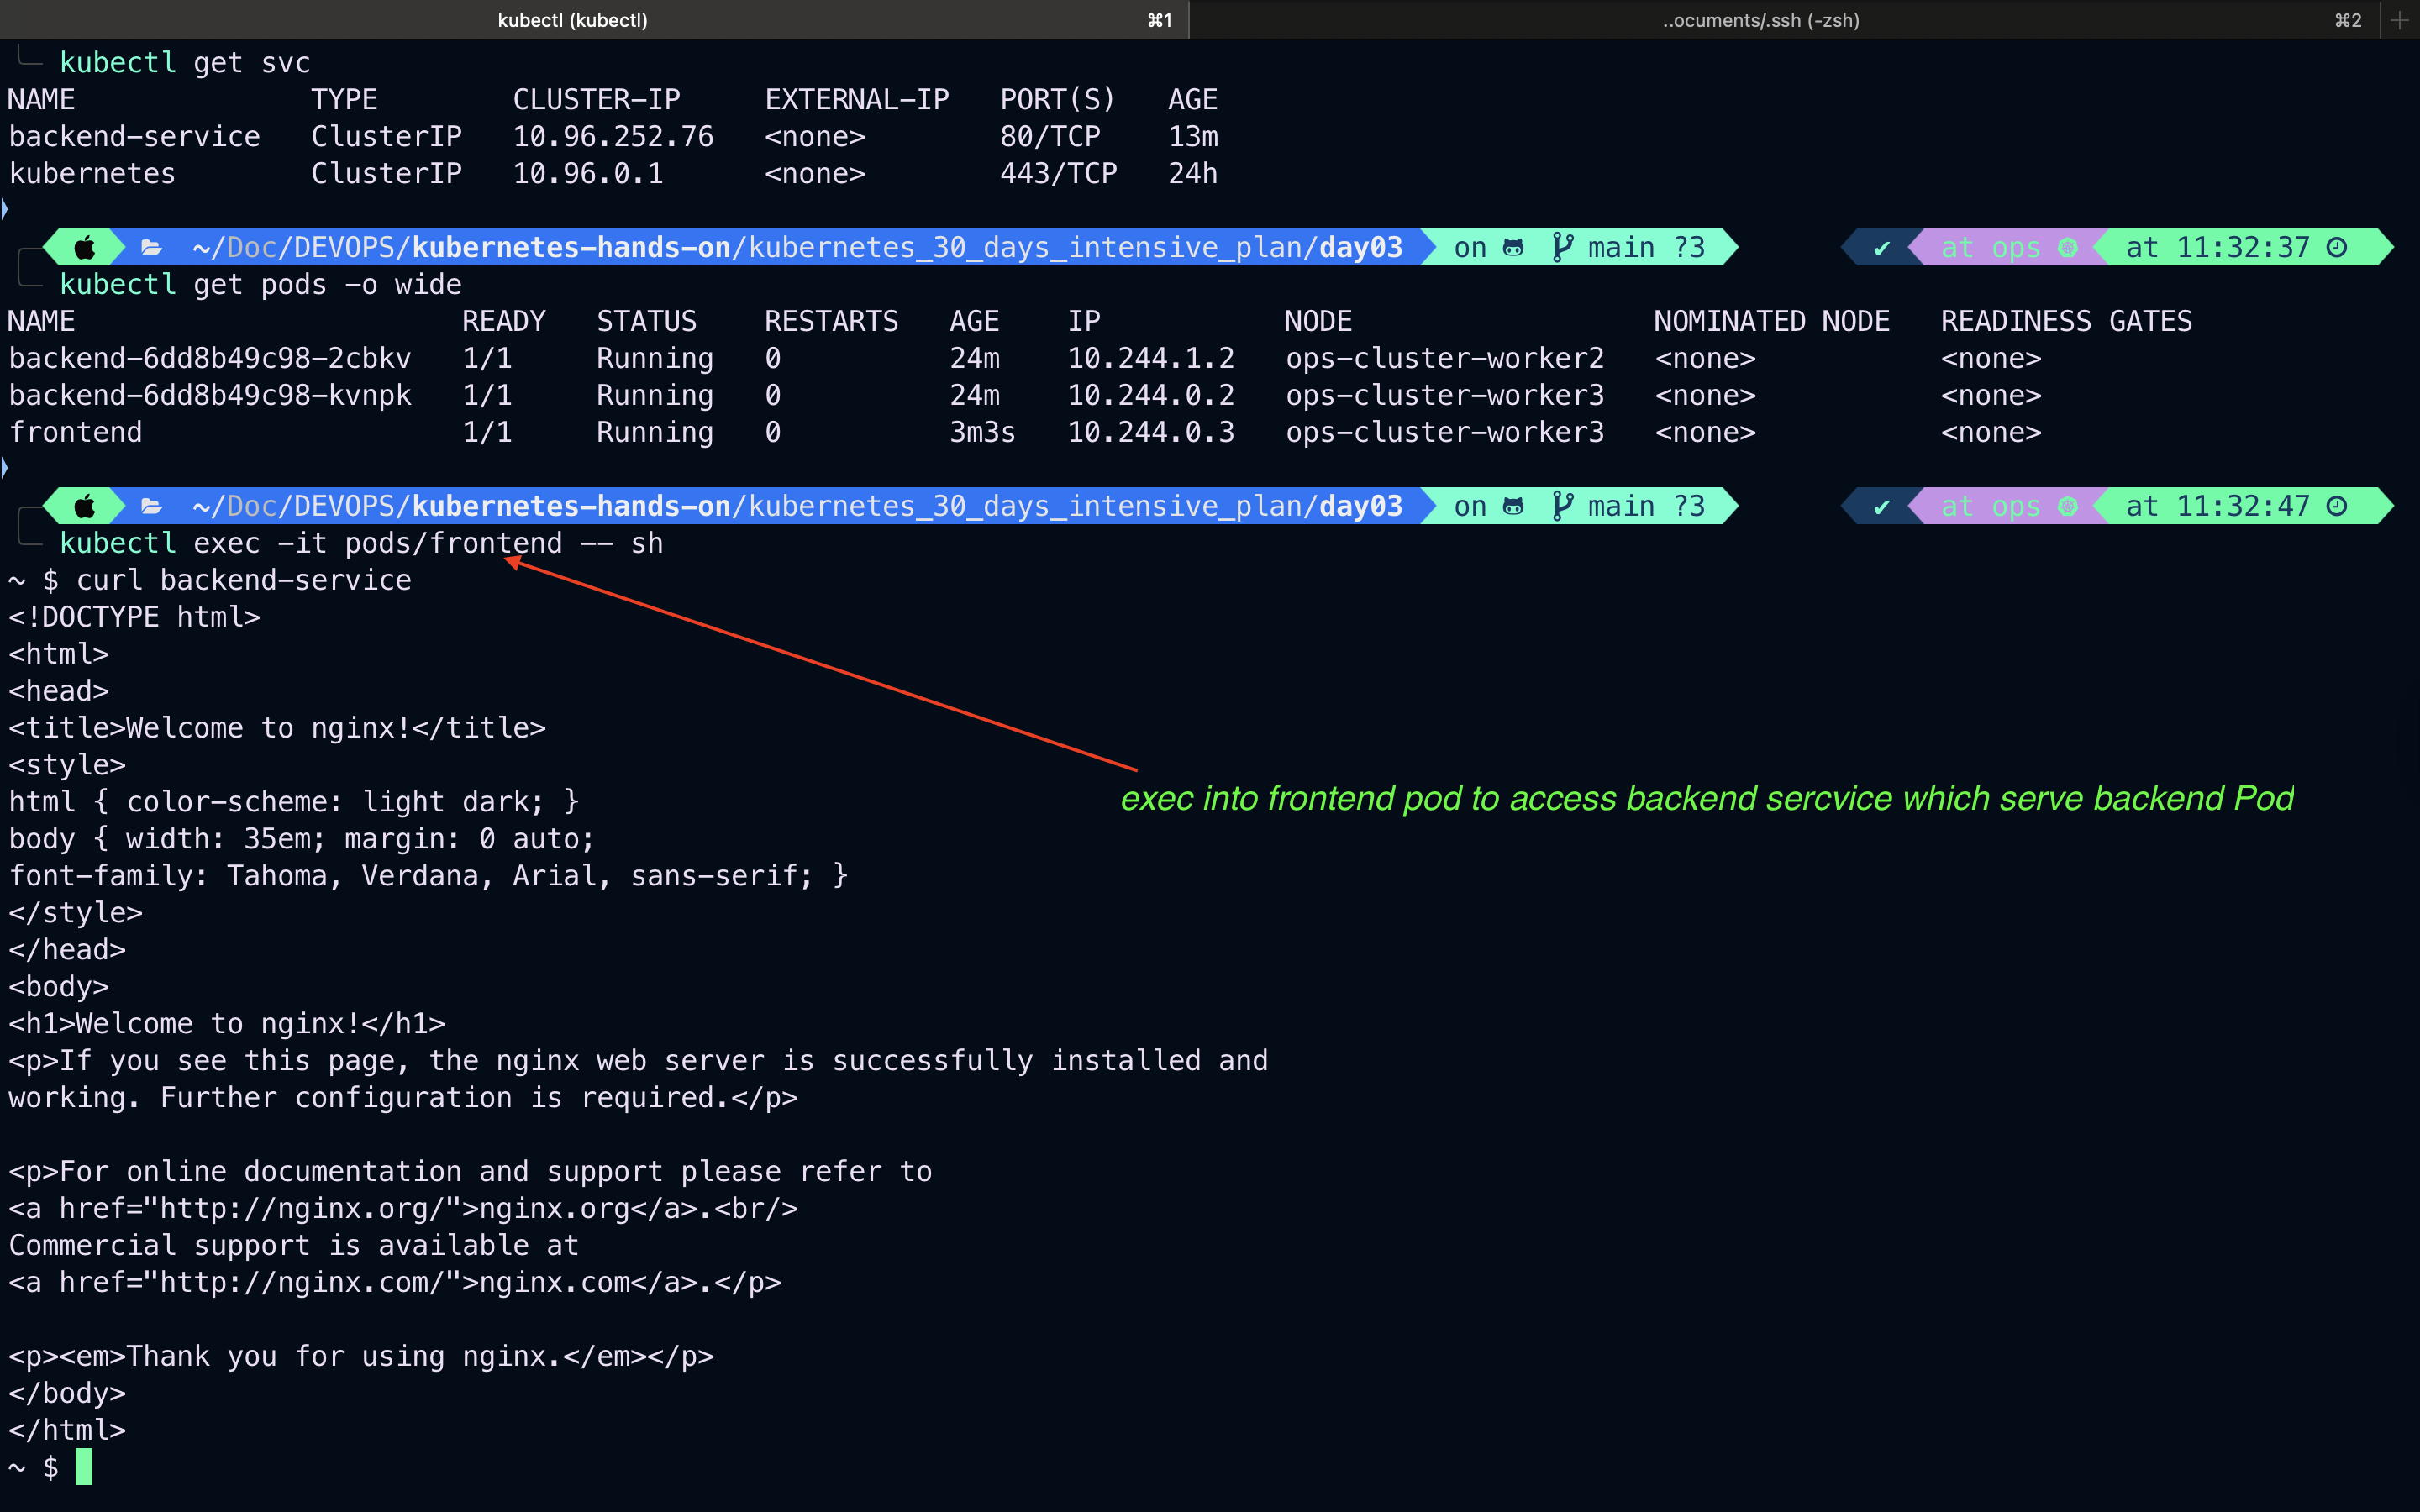 kubectl (kubectl) ⌘1 ..ocuments/.ssh (-zsh) ⌘2 +
kubectl get svc
NAME TYPE CLUSTER-IP EXTERNAL-IP PORT(S) AGE
backend-service ClusterIP 10.96.252.76 <none> 80/TCP 13m
kubernetes ClusterIP 10.96.0.1 <none> 443/TCP 24h
~/Doc/DEVOPS/kubernetes-hands-on/kubernetes_30_days_intensive_plan/day03 on main ?3 ✔ at ops at 11:32:37
kubectl get pods -o wide
NAME READY STATUS RESTARTS AGE IP NODE NOMINATED NODE READINESS GATES
backend-6dd8b49c98-2cbkv 1/1 Running 0 24m 10.244.1.2 ops-cluster-worker2 <none> <none>
backend-6dd8b49c98-kvnpk 1/1 Running 0 24m 10.244.0.2 ops-cluster-worker3 <none> <none>
frontend 1/1 Running 0 3m3s 10.244.0.3 ops-cluster-worker3 <none> <none>
~/Doc/DEVOPS/kubernetes-hands-on/kubernetes_30_days_intensive_plan/day03 on main ?3 ✔ at ops at 11:32:47
kubectl exec -it pods/frontend -- sh
~ $ curl backend-service
<!DOCTYPE html>
<html>
<head>
<title>Welcome to nginx!</title>
<style>
html { color-scheme: light dark; }
exec into frontend pod to access backend sercvice which serve backend Pod
body { width: 35em; margin: 0 auto;
font-family: Tahoma, Verdana, Arial, sans-serif; }
</style>
</head>
<body>
<h1>Welcome to nginx!</h1>
<p>If you see this page, the nginx web server is successfully installed and
working. Further configuration is required.</p>
<p>For online documentation and support please refer to
<a href="http://nginx.org/">nginx.org</a>.<br/>
Commercial support is available at
<a href="http://nginx.com/">nginx.com</a>.</p>
<p><em>Thank you for using nginx.</em></p>
</body>
</html>
~ $